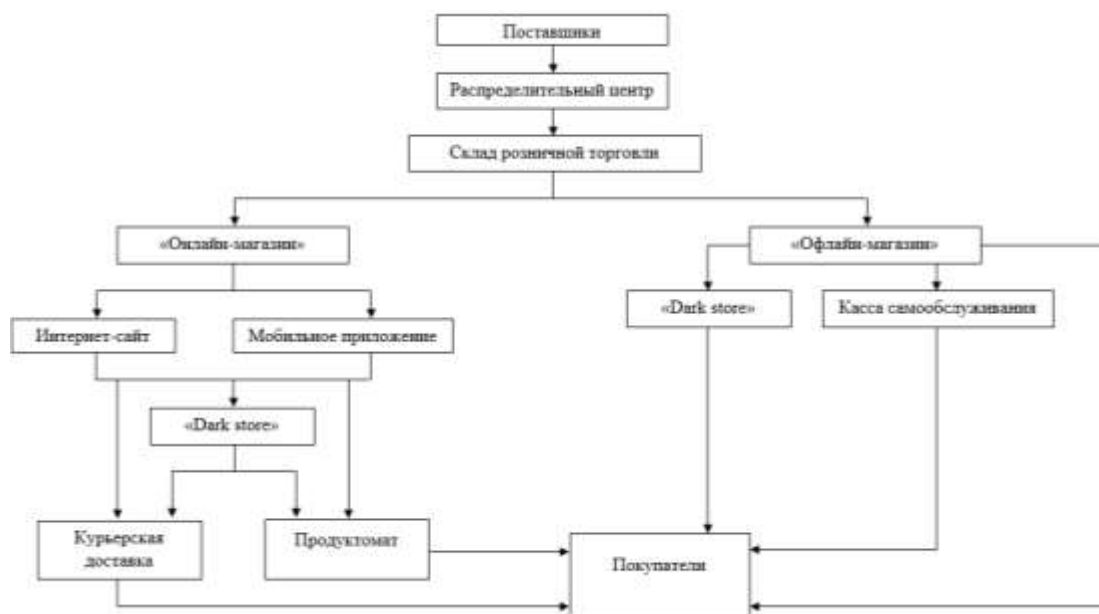 Поставщики
Распределительный центр
Склад розничной торговли
«Онлайн-магазин»
«Офлайн-магазин»
«Dark store»
Касса самообслуживания
Интернет-сайт
Мобильное приложение
«Dark store»
Курьерская
доставка
Продуктомат
Покупатели